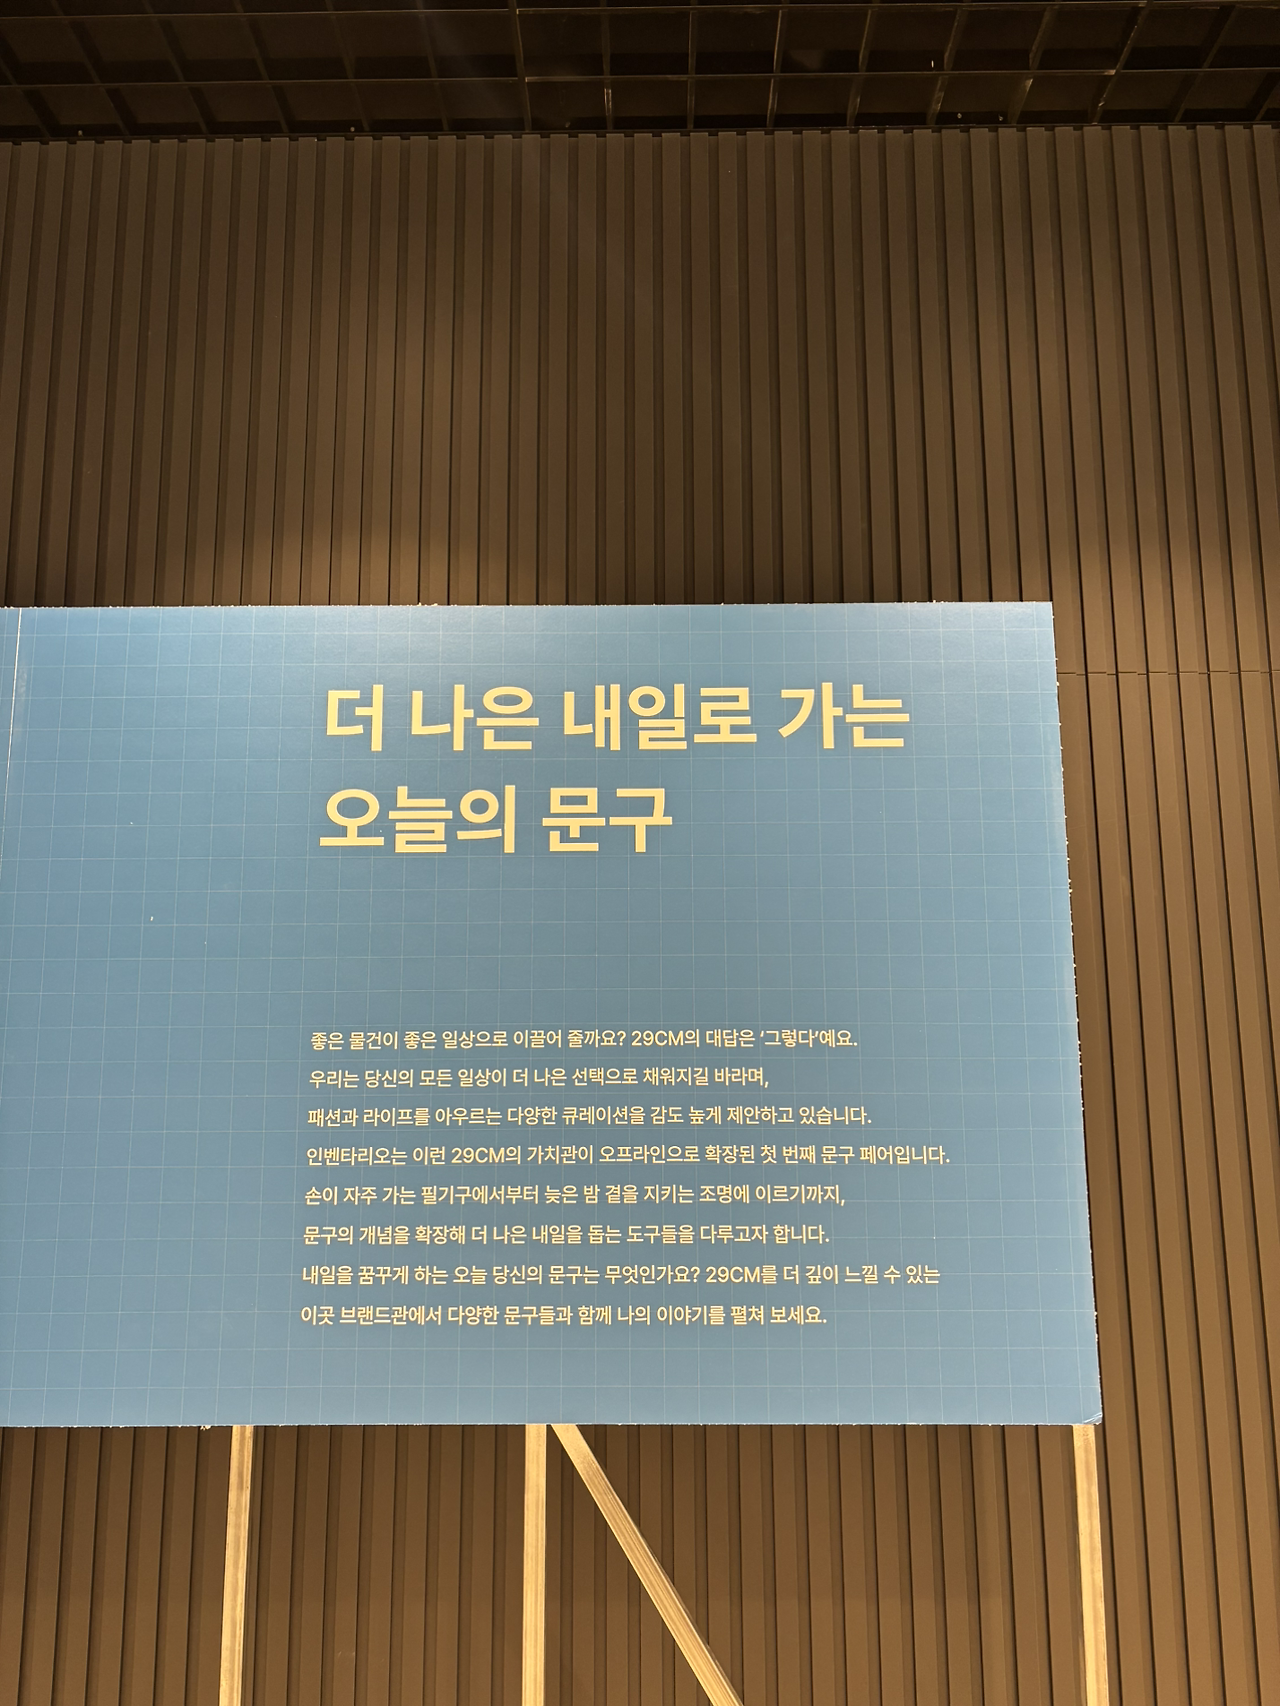 더 나은 내일로 가는
오늘의 문구
좋은 물건이 좋은 일상으로 이끌어 줄까요? 29CM의 대답은 ‘그렇다’예요.
우리는 당신의 모든 일상이 더 나은 선택으로 채워지길 바라며,
패션과 라이프를 아우르는 다양한 큐레이션을 감도 높게 제안하고 있습니다.
인벤타리오는 이런 29CM의 가치관이 오프라인으로 확장된 첫 번째 문구 페어입니다.
손이 자주 가는 필기구에서부터 늦은 밤 곁을 지키는 조명에 이르기까지,
문구의 개념을 확장해 더 나은 내일을 돕는 도구들을 다루고자 합니다.
내일을 꿈꾸게 하는 오늘 당신의 문구는 무엇인가요? 29CM를 더 깊이 느낄 수 있는
이곳 브랜드관에서 다양한 문구들과 함께 나의 이야기를 펼쳐 보세요.